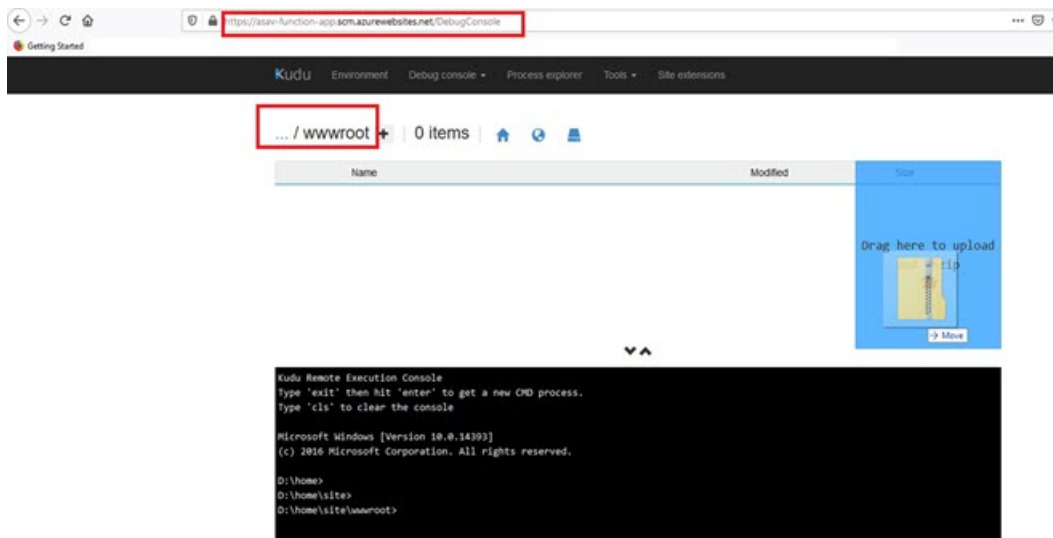 https://asav-function-app.scm.azurewebsites.net/DebugConsole
Getting Started
Kudu Environment Debug console Process explorer Tools Site extensions
... / wwwroot + | 0 items |
Name Modified Size
Drag here to upload
zip
Move
Kudu Remote Execution Console
Type 'exit' then hit 'enter' to get a new CMD process.
Type 'cls' to clear the console
Microsoft Windows [Version 10.0.14393]
(c) 2016 Microsoft Corporation. All rights reserved.
D:\home>
D:\home\site>
D:\home\site\wwwroot>